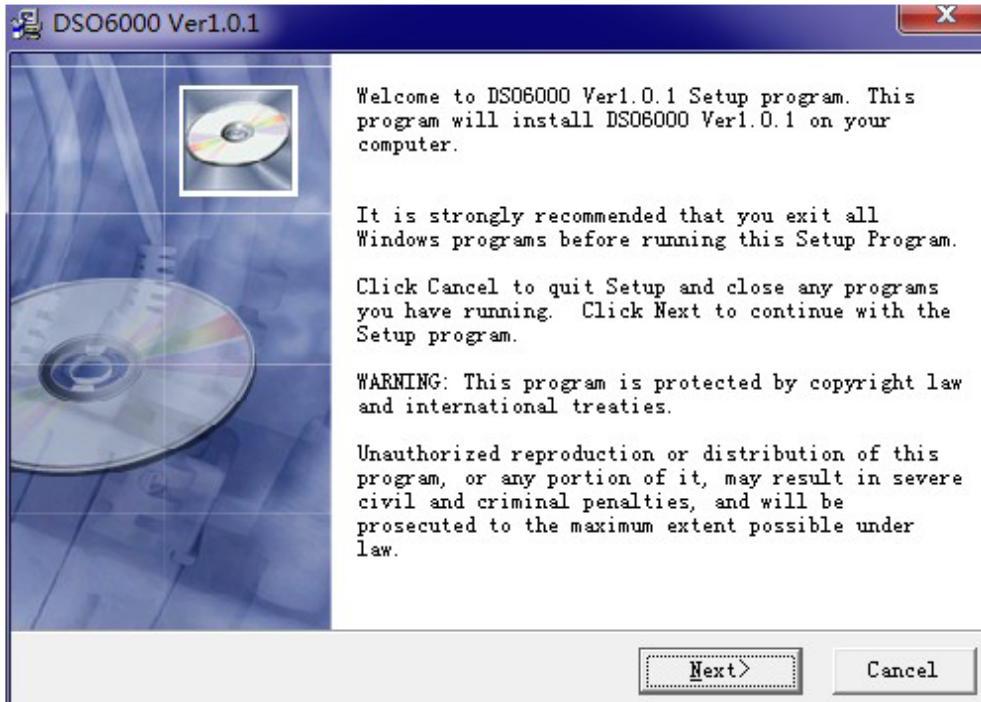 DSO6000 Ver1.0.1
X
Welcome to DSO6000 Ver1.0.1 Setup program. This
program will install DSO6000 Ver1.0.1 on your
computer.
It is strongly recommended that you exit all
Windows programs before running this Setup Program.
Click Cancel to quit Setup and close any programs
you have running.  Click Next to continue with the
Setup program.
WARNING: This program is protected by copyright law
and international treaties.
Unauthorized reproduction or distribution of this
program, or any portion of it, may result in severe
civil and criminal penalties, and will be
prosecuted to the maximum extent possible under
law.
Next>
Cancel